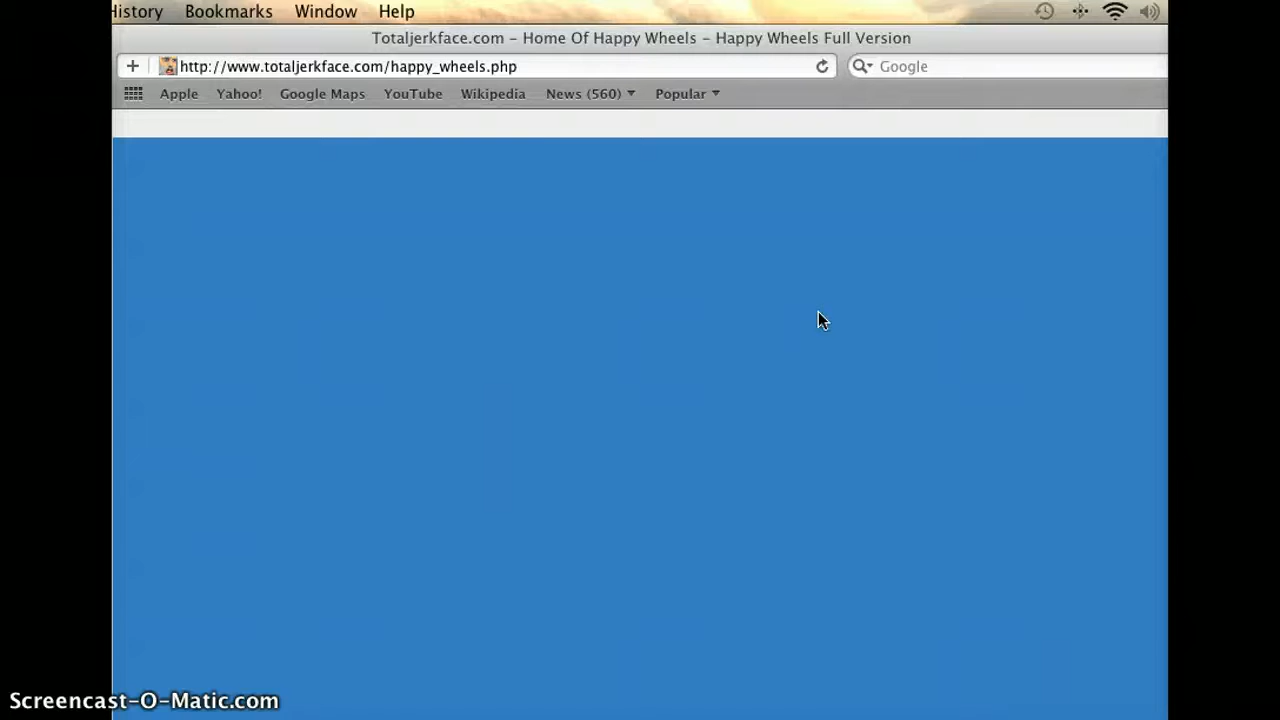 History Bookmarks Window Help
Totaljerkface.com – Home Of Happy Wheels – Happy Wheels Full Version
http://www.totaljerkface.com/happy_wheels.php Google
Apple Yahoo! Google Maps YouTube Wikipedia News (560) Popular
Screencast-O-Matic.com